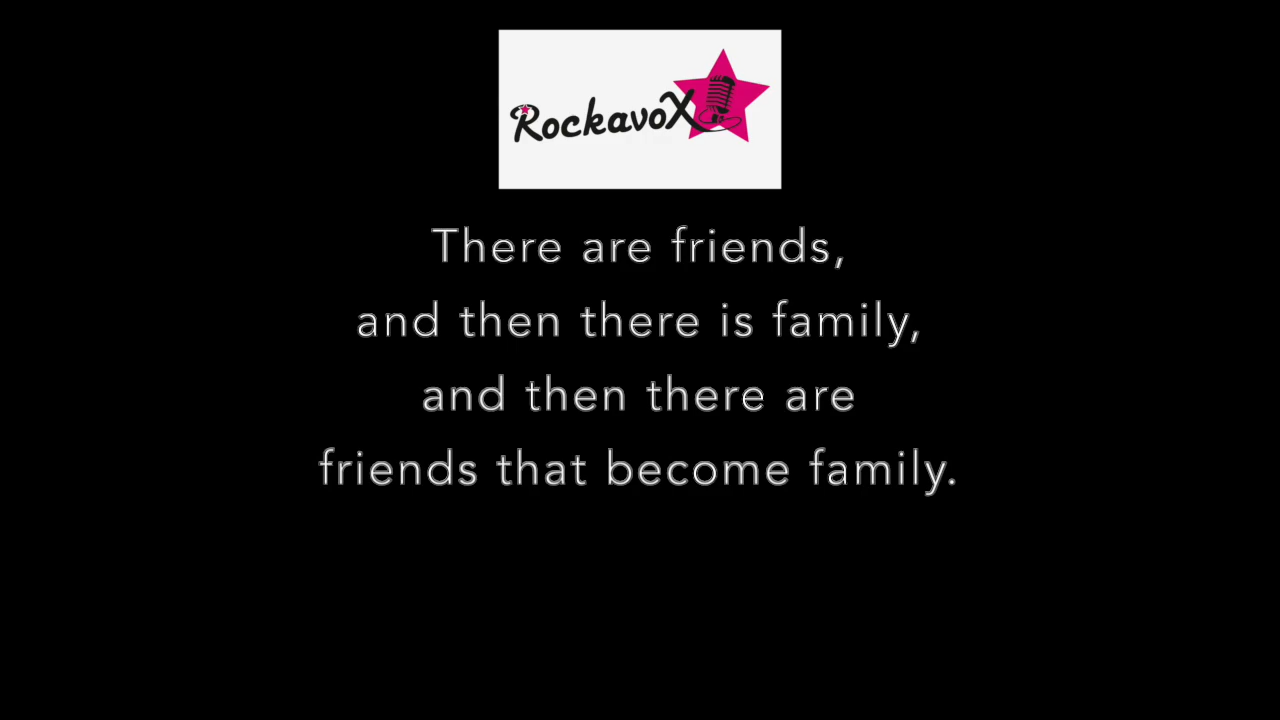 RockavoX
There are friends,
and then there is family,
and then there are
friends that become family.